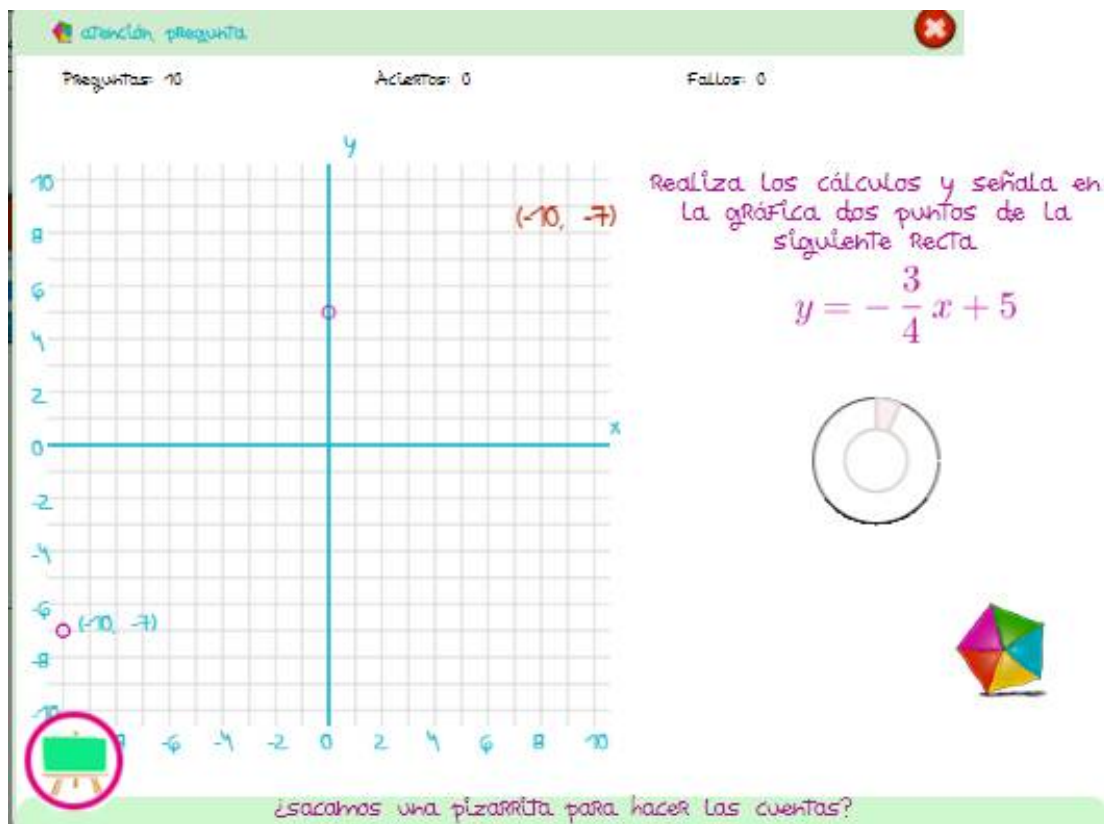 atención, pregunta
Preguntas: 10 Aciertos: 0 Fallos: 0
y
10
(-10, -7)
8
6
4
2
x
0
-2
-4
-6
(-10, -7)
-8
-10
-6 -4 -2 0 2 4 6 8 10
Realiza los cálculos y señala en
la gráfica dos puntos de la
siguiente recta
y = - 3/4 x + 5
¿sacamos una pizarrita para hacer las cuentas?